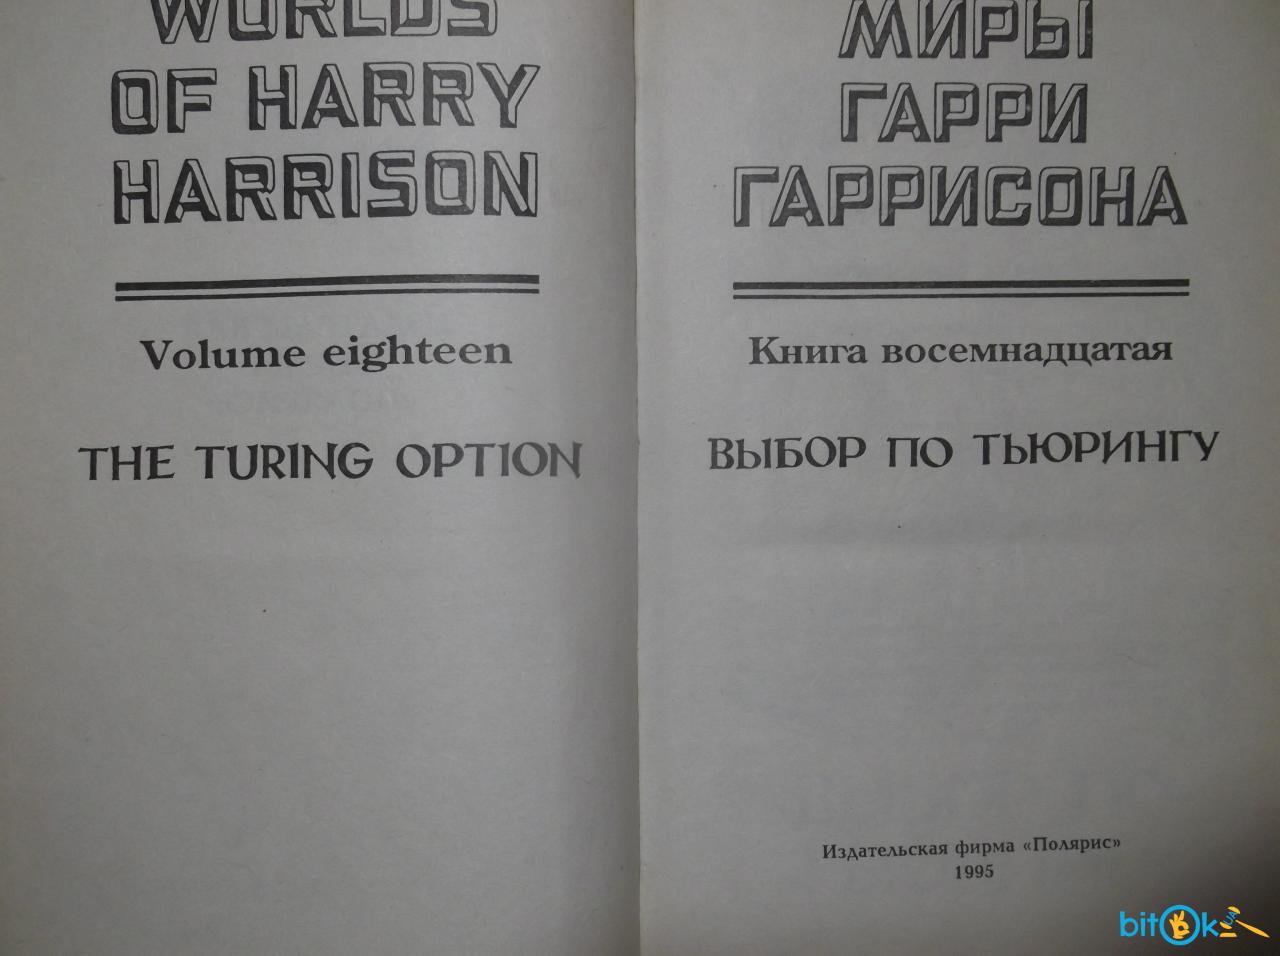 WORLDS
OF HARRY
HARRISON
Volume eighteen
THE TURING OPTION
МИРЫ
ГАРРИ
ГАРРИСОНА
Книга восемнадцатая
ВЫБОР ПО ТЬЮРИНГУ
Издательская фирма «Полярис»
1995
bitOk UA